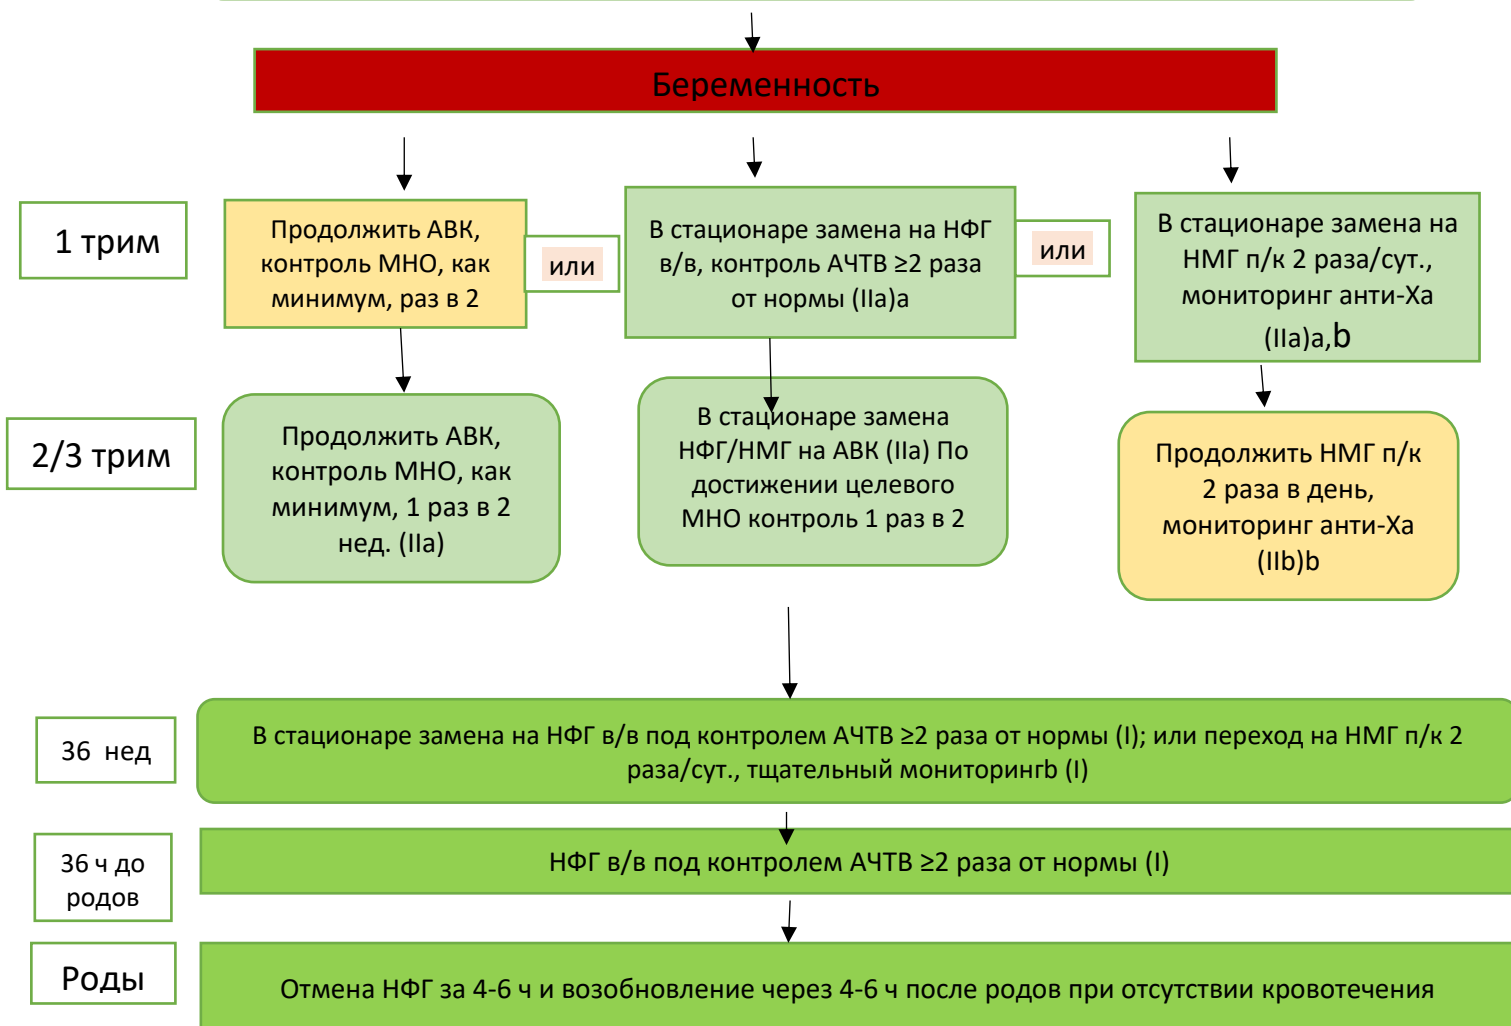 Беременность
1 трим
Продолжить АВК,
контроль МНО, как
минимум, раз в 2
или
В стационаре замена на НФГ
в/в, контроль АЧТВ ≥2 раза
от нормы (IIa)a
или
В стационаре замена на
НМГ п/к 2 раза/сут.,
мониторинг анти-Ха
(IIa)a,b
2/3 трим
Продолжить АВК,
контроль МНО, как
минимум, 1 раз в 2
нед. (IIa)
В стационаре замена
НФГ/НМГ на АВК (IIa) По
достижении целевого
МНО контроль 1 раз в 2
Продолжить НМГ п/к
2 раза в день,
мониторинг анти-Ха
(IIb)b
36 нед
В стационаре замена на НФГ в/в под контролем АЧТВ ≥2 раза от нормы (I); или переход на НМГ п/к 2
раза/сут., тщательный мониторингb (I)
36 ч до
родов
НФГ в/в под контролем АЧТВ ≥2 раза от нормы (I)
Роды
Отмена НФГ за 4-6 ч и возобновление через 4-6 ч после родов при отсутствии кровотечения